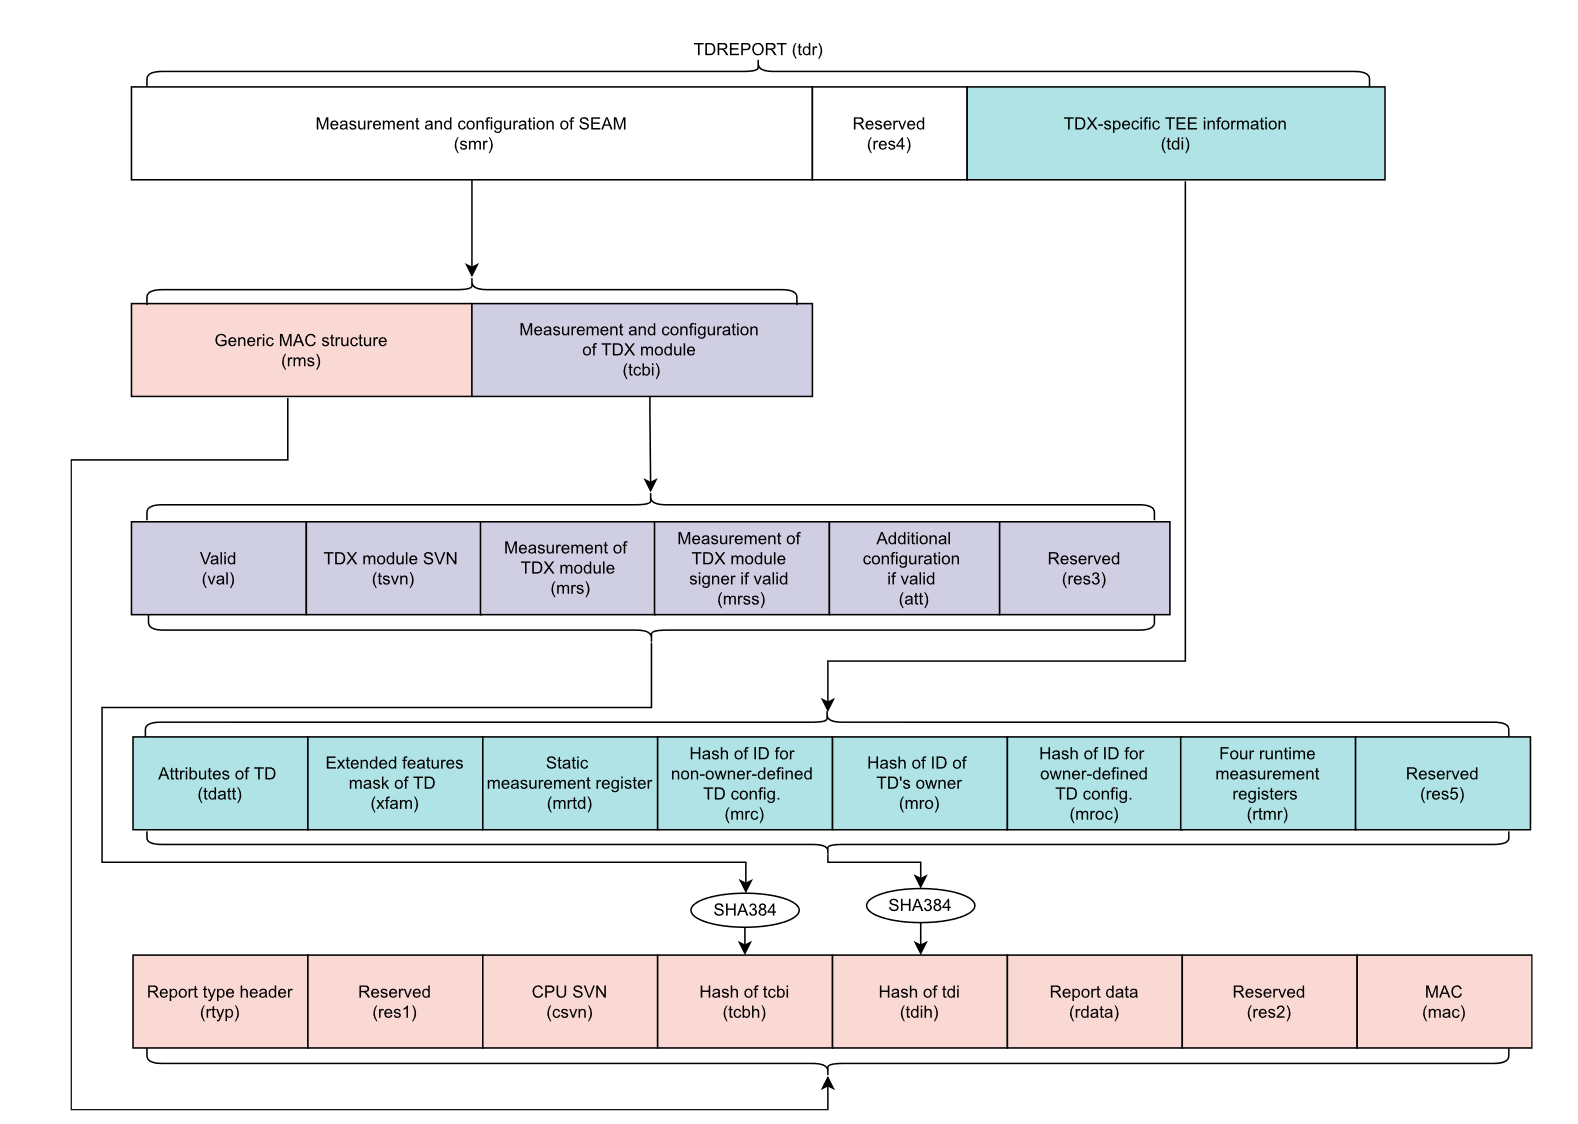 TDREPORT (tdr)
Measurement and configuration of SEAM
(smr)
Reserved
(res4)
TDX-specific TEE information
(tdi)
Generic MAC structure
(rms)
Measurement and configuration
of TDX module
(tcbi)
Valid
(val)
TDX module SVN
(tsvn)
Measurement of
TDX module
(mrs)
Measurement of
TDX module
signer if valid
(mrss)
Additional
configuration
if valid
(att)
Reserved
(res3)
Attributes of TD
(tdatt)
Extended features
mask of TD
(xfam)
Static
measurement register
(mrtd)
Hash of ID for
non-owner-defined
TD config.
(mrc)
Hash of ID of
TD's owner
(mro)
Hash of ID for
owner-defined
TD config.
(mroc)
Four runtime
measurement
registers
(rtmr)
Reserved
(res5)
SHA384
SHA384
Report type header
(rtyp)
Reserved
(res1)
CPU SVN
(csvn)
Hash of tcbi
(tcbh)
Hash of tdi
(tdih)
Report data
(rdata)
Reserved
(res2)
MAC
(mac)